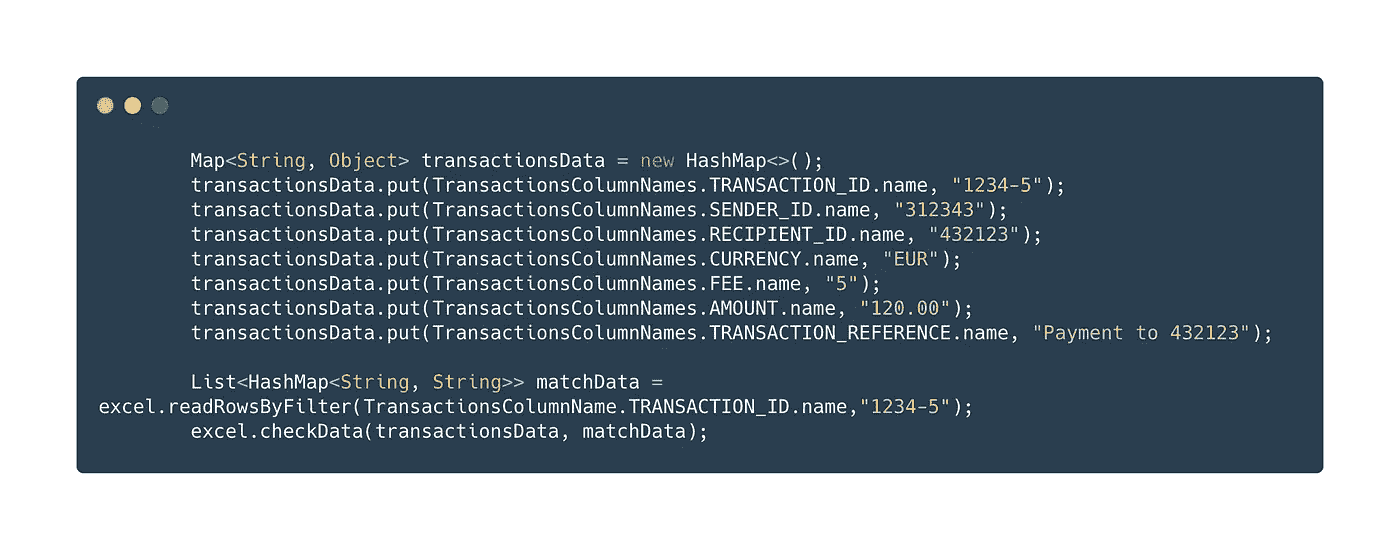 Map<String, Object> transactionsData = new HashMap<>();
transactionsData.put(TransactionsColumnNames.TRANSACTION_ID.name, "1234-5");
transactionsData.put(TransactionsColumnNames.SENDER_ID.name, "312343");
transactionsData.put(TransactionsColumnNames.RECIPIENT_ID.name, "432123");
transactionsData.put(TransactionsColumnNames.CURRENCY.name, "EUR");
transactionsData.put(TransactionsColumnNames.FEE.name, "5");
transactionsData.put(TransactionsColumnNames.AMOUNT.name, "120.00");
transactionsData.put(TransactionsColumnNames.TRANSACTION_REFERENCE.name, "Payment to 432123");
List<HashMap<String, String>> matchData =
excel.readRowsByFilter(TransactionsColumnName.TRANSACTION_ID.name,"1234-5");
excel.checkData(transactionsData, matchData);